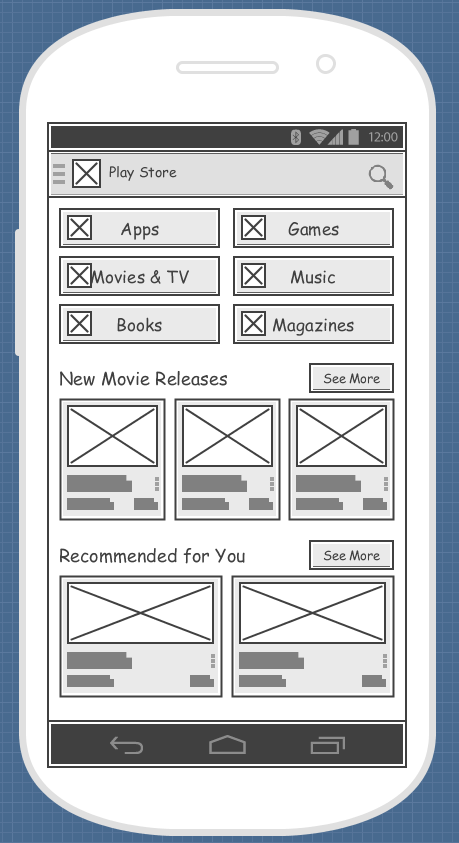 12:00
Play Store
Apps
Games
Movies & TV
Music
Books
Magazines
New Movie Releases
See More
Recommended for You
See More